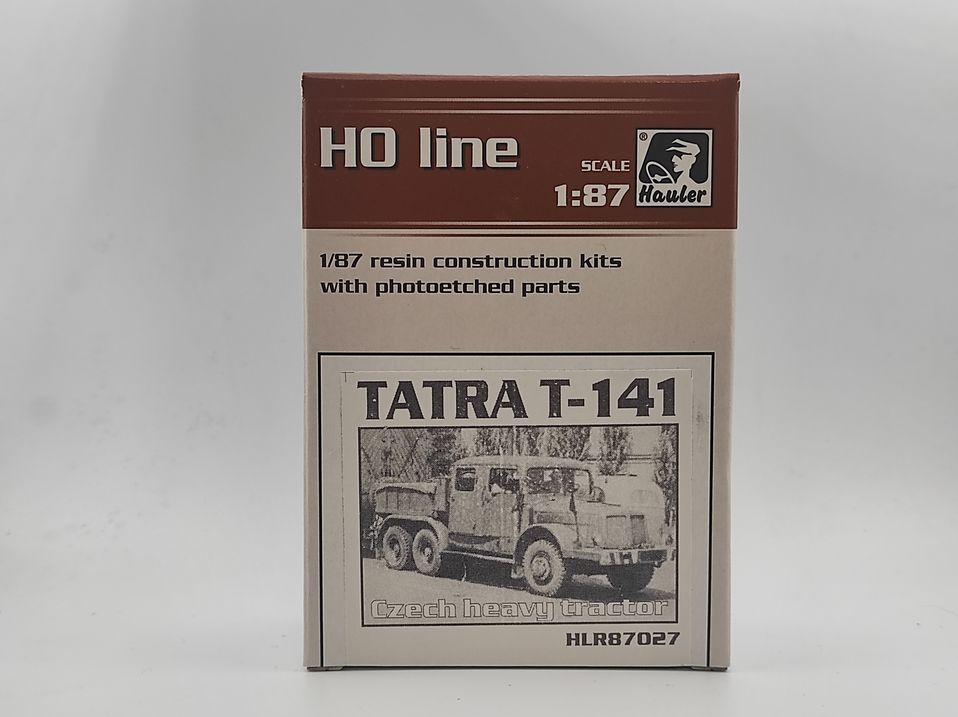 HO line
SCALE
1:87
®
Hauler
1/87 resin construction kits
with photoetched parts
TATRA T-141
Czech heavy tractor
HLR87027